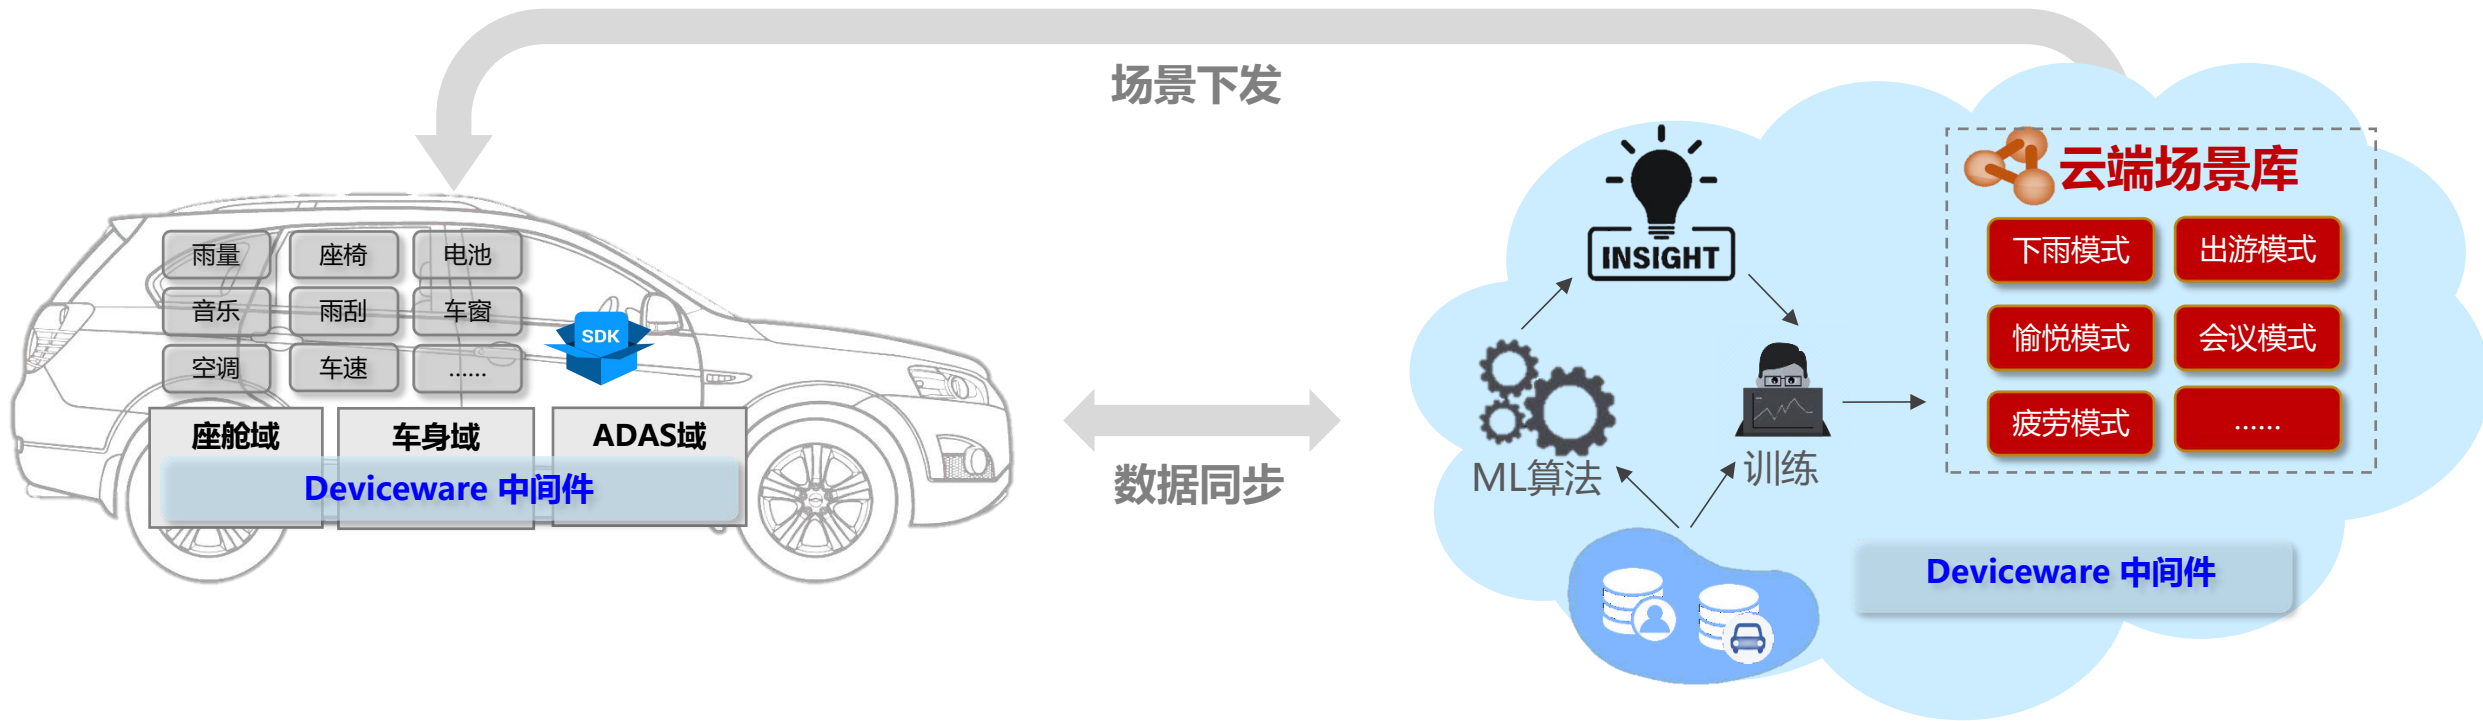 场景下发
雨量
座椅
电池
音乐
雨刮
车窗
空调
车速
......
SDK
座舱域
车身域
ADAS域
Deviceware 中间件
数据同步
INSIGHT
ML算法
训练
云端场景库
下雨模式
出游模式
愉悦模式
会议模式
疲劳模式
......
Deviceware 中间件